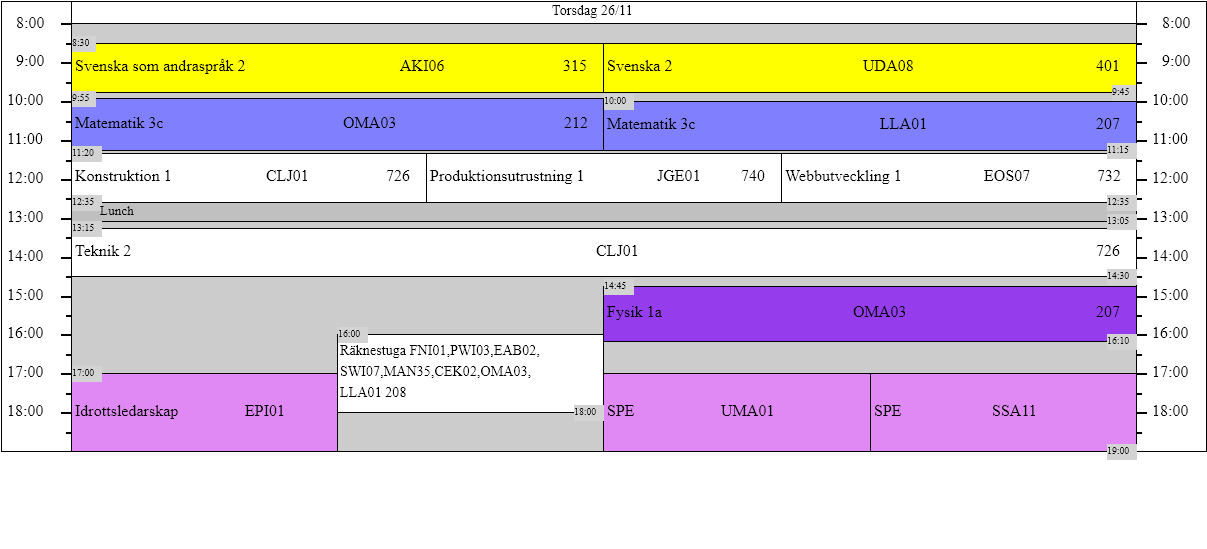 Torsdag 26/11
8:00 8:00
8:30
Svenska som andraspråk 2 AKI06 315 Svenska 2 UDA08 401
9:00 9:00
9:45
9:55
10:00 10:00 10:00
Matematik 3c OMA03 212 Matematik 3c LLA01 207
11:00 11:00
11:15
11:20
Konstruktion 1 CLJ01 726 Produktionsutrustning 1 JGE01 740 Webbutveckling 1 EOS07 732
12:00 12:00
12:35 12:35
Lunch
13:00 13:00
13:05
13:15
Teknik 2 CLJ01 726
14:00 14:00
14:30
14:45
15:00 15:00
Fysik 1a OMA03 207
16:00 16:00 16:00
16:10
Räknestuga FNI01,PWI03,EAB02,
SWI07,MAN35,CEK02,OMA03,
LLA01 208
17:00 17:00 17:00
18:00 18:00 18:00
Idrottsledarskap EPI01 SPE UMA01 SPE SSA11
19:00